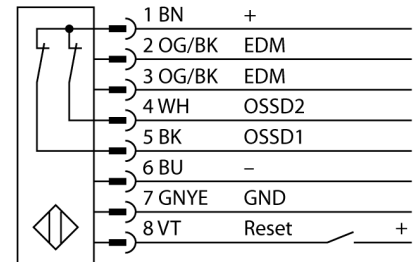 1 BN +
2 OG/BK EDM
3 OG/BK EDM
4 WH OSSD2
5 BK OSSD1
6 BU –
7 GNYE GND
8 VT Reset +